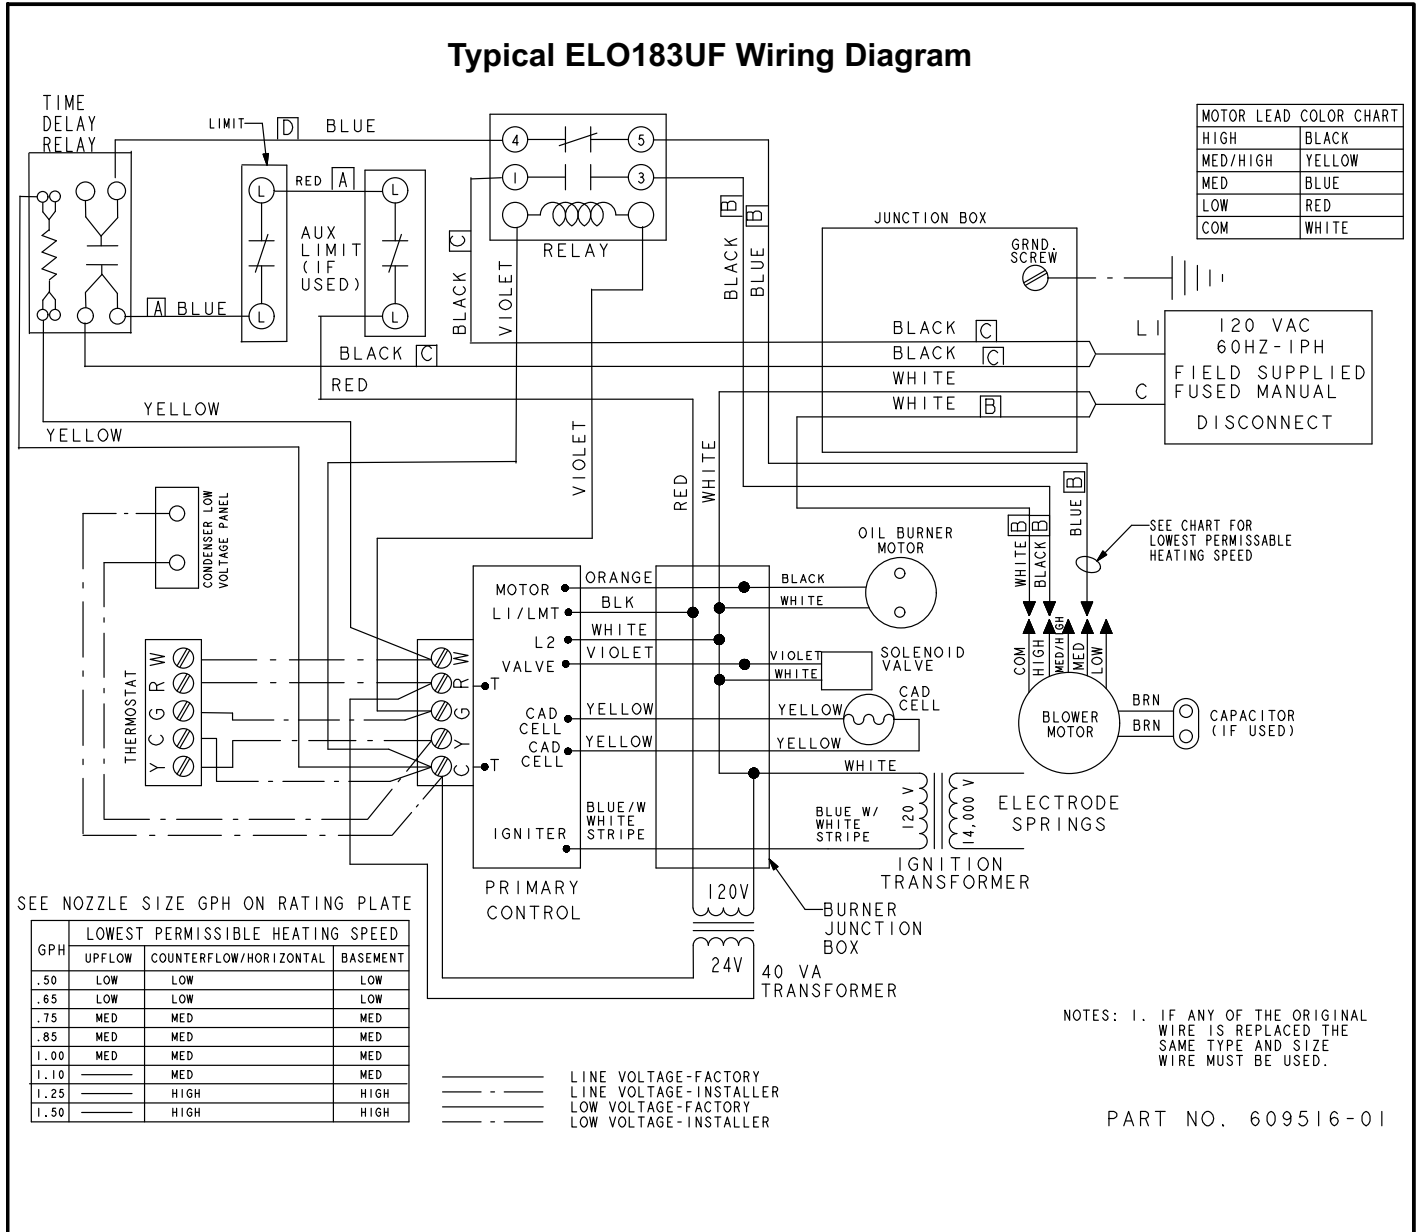 Typical ELO183UF Wiring Diagram
TIME
DELAY
RELAY
LIMIT
D BLUE
4
5
1
3
RELAY
L
RED A
L
AUX
LIMIT
(IF
USED)
A BLUE
L
L
BLACK C
VIOLET
BLACK B
BLUE B
MOTOR LEAD COLOR CHART
HIGH BLACK
MED/HIGH YELLOW
MED BLUE
LOW RED
COM WHITE
JUNCTION BOX
GRND.
SCREW
BLACK C
BLACK C
WHITE
WHITE B
L1
C
120 VAC
60HZ-1PH
FIELD SUPPLIED
FUSED MANUAL
DISCONNECT
BLACK C
RED
YELLOW
YELLOW
VIOLET
RED
WHITE
CONDENSER LOW
VOLTAGE PANEL
WHITE B
BLACK B
BLUE B
SEE CHART FOR
LOWEST PERMISSABLE
HEATING SPEED
OIL BURNER
MOTOR
MOTOR
ORANGE
BLACK
L1/LMT
BLK
WHITE
L2
WHITE
VALVE
VIOLET
VIOLET
WHITE
SOLENOID
VALVE
THERMOSTAT
W
R
G
C
Y
W
R
G
Y
C
T
T
CAD
CELL
YELLOW
YELLOW
CAD
CELL
CAD
CELL
YELLOW
YELLOW
COM
HIGH
MED/HIGH
MED
LOW
BLOWER
MOTOR
BRN
BRN
CAPACITOR
(IF USED)
WHITE
IGNITER
BLUE/W
WHITE
STRIPE
BLUE W/
WHITE
STRIPE
120 V
14,000 V
ELECTRODE
SPRINGS
IGNITION
TRANSFORMER
PRIMARY
CONTROL
BURNER
JUNCTION
BOX
120V
24V
40 VA
TRANSFORMER
SEE NOZZLE SIZE GPH ON RATING PLATE
GPH LOWEST PERMISSIBLE HEATING SPEED
UPFLOW COUNTERFLOW/HORIZONTAL BASEMENT
.50 LOW LOW LOW
.65 LOW LOW LOW
.75 MED MED MED
.85 MED MED MED
1.00 MED MED MED
1.10 —— MED MED
1.25 —— HIGH HIGH
1.50 —— HIGH HIGH
LINE VOLTAGE-FACTORY
LINE VOLTAGE-INSTALLER
LOW VOLTAGE-FACTORY
LOW VOLTAGE-INSTALLER
NOTES: 1. IF ANY OF THE ORIGINAL
WIRE IS REPLACED THE
SAME TYPE AND SIZE
WIRE MUST BE USED.
PART NO. 609516-01